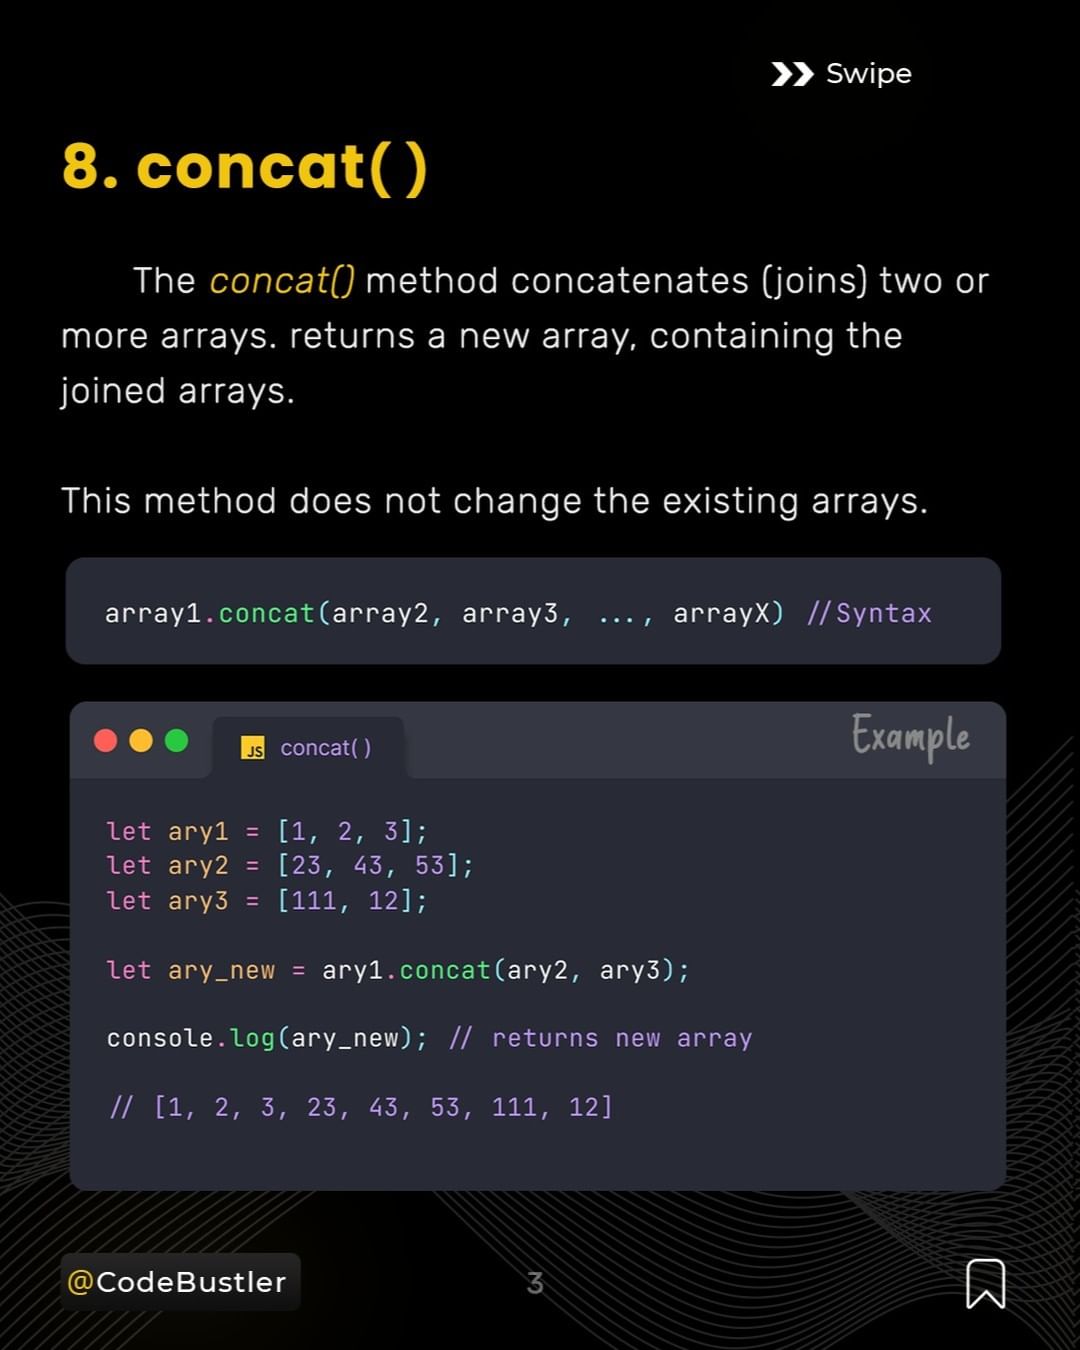 Swipe
8. concat( )
The concat() method concatenates (joins) two or
more arrays. returns a new array, containing the
joined arrays.
This method does not change the existing arrays.
array1.concat(array2, array3, ..., arrayX) //Syntax
JS concat( ) Example
let ary1 = [1, 2, 3];
let ary2 = [23, 43, 53];
let ary3 = [111, 12];
let ary_new = ary1.concat(ary2, ary3);
console.log(ary_new); // returns new array
// [1, 2, 3, 23, 43, 53, 111, 12]
@CodeBustler 3